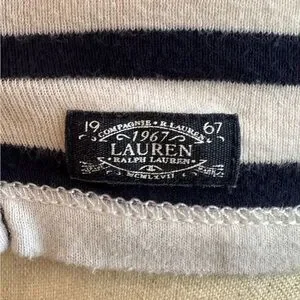 19 COMPAGNIE • R. LAUREN 67
1967
LAUREN
RALPH LAUREN
MCMLXVII